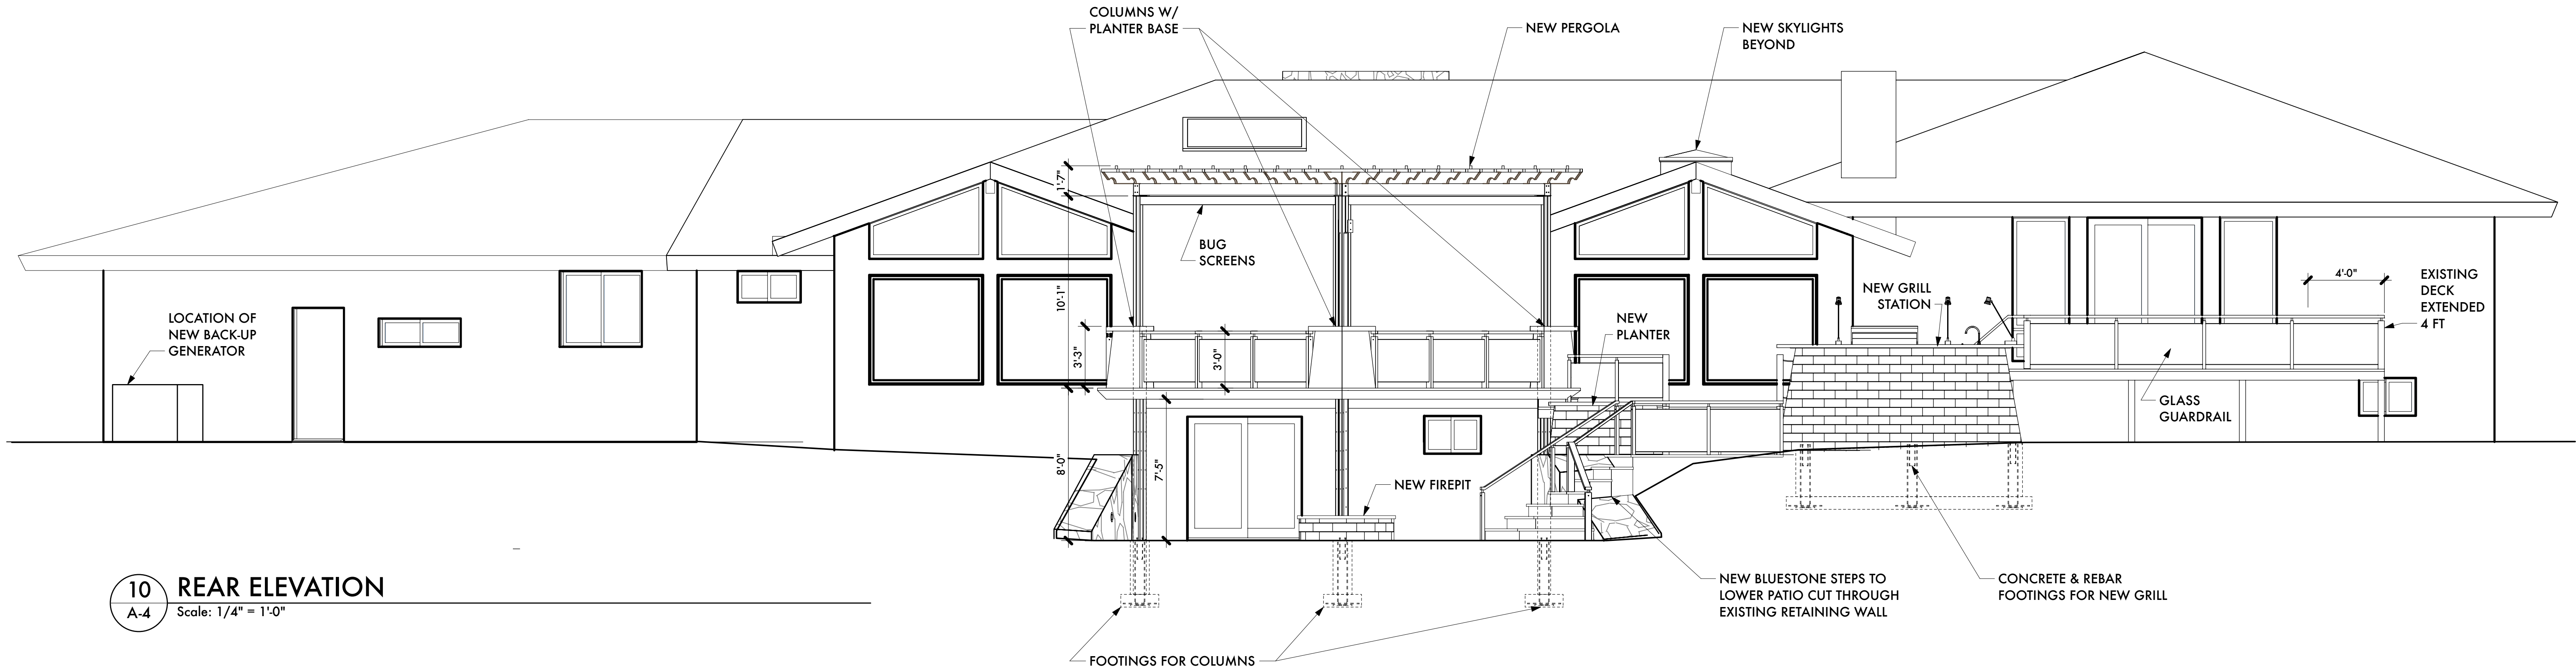 COLUMNS W/
PLANTER BASE
NEW PERGOLA
NEW SKYLIGHTS
BEYOND
1'-7"
BUG
SCREENS
10'-1"
3'-3"
3'-0"
8'-0"
7'-5"
LOCATION OF
NEW BACK-UP
GENERATOR
NEW
PLANTER
NEW GRILL
STATION
4'-0"
EXISTING
DECK
EXTENDED
4 FT
GLASS
GUARDRAIL
NEW FIREPIT
NEW BLUESTONE STEPS TO
LOWER PATIO CUT THROUGH
EXISTING RETAINING WALL
CONCRETE & REBAR
FOOTINGS FOR NEW GRILL
FOOTINGS FOR COLUMNS
10
A-4
REAR ELEVATION
Scale: 1/4" = 1'-0"